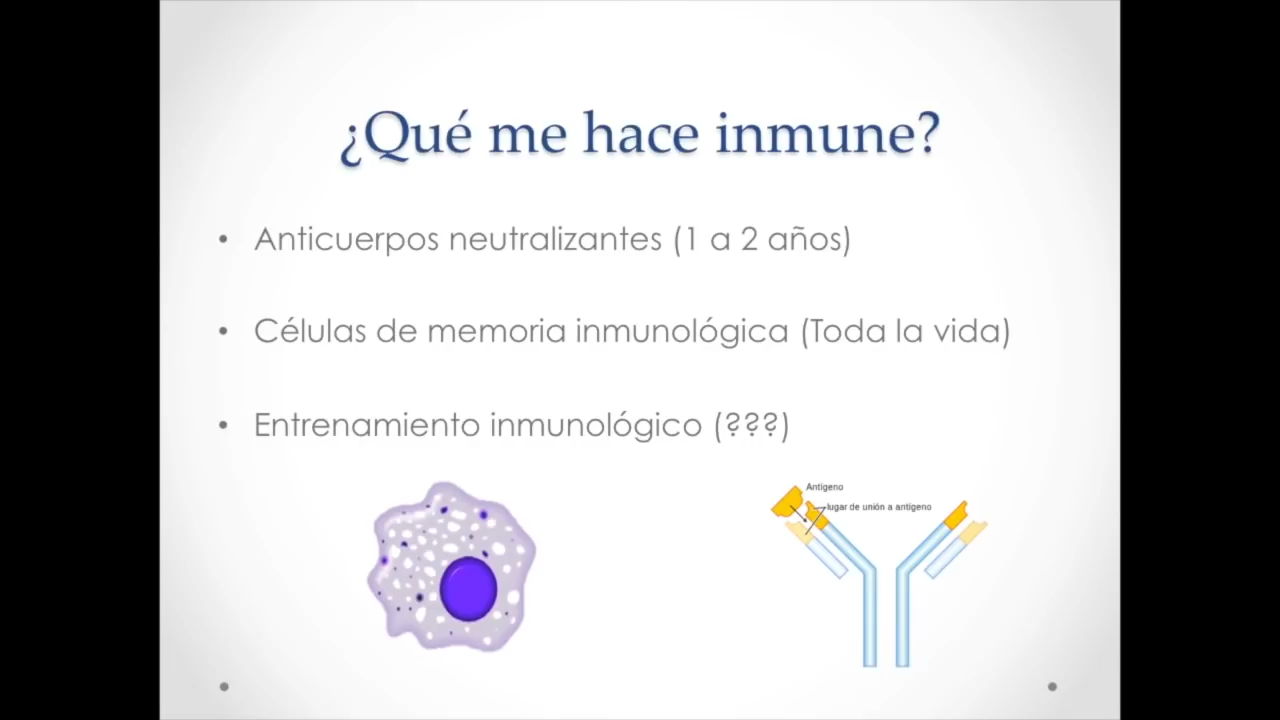 ¿Qué me hace inmune?
• Anticuerpos neutralizantes (1 a 2 años)
• Células de memoria inmunológica (Toda la vida)
• Entrenamiento inmunológico (???)
Antígeno
lugar de unión a antígeno